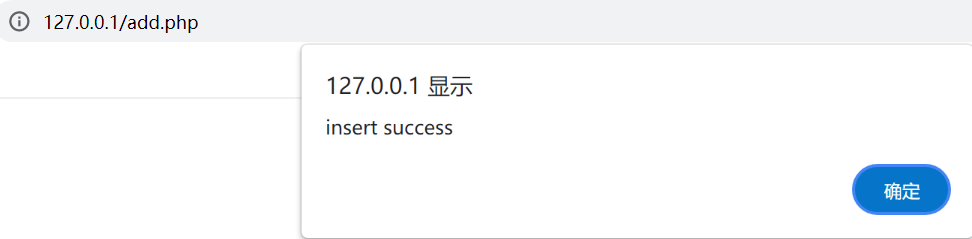 127.0.0.1/add.php
127.0.0.1 显示
insert success
确定